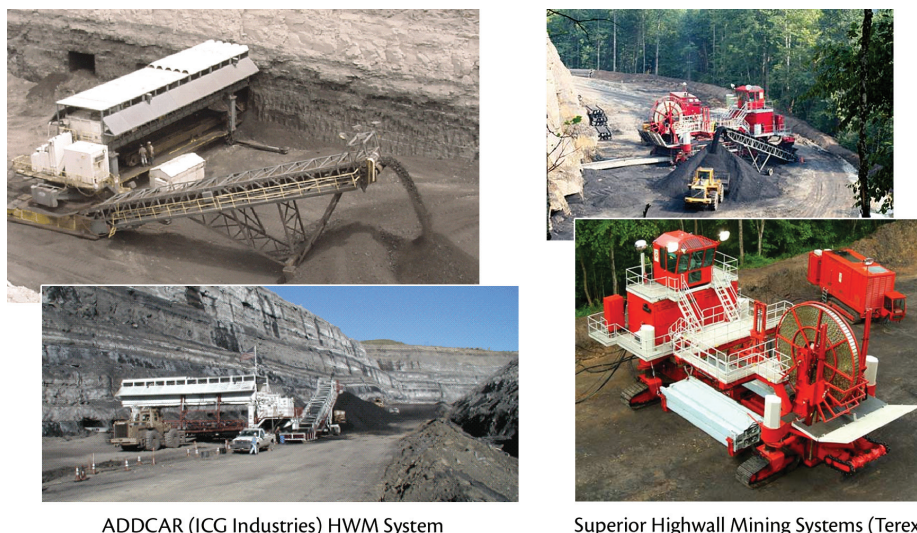 ADDCAR (ICG Industries) HWM System
Superior Highwall Mining Systems (Terex